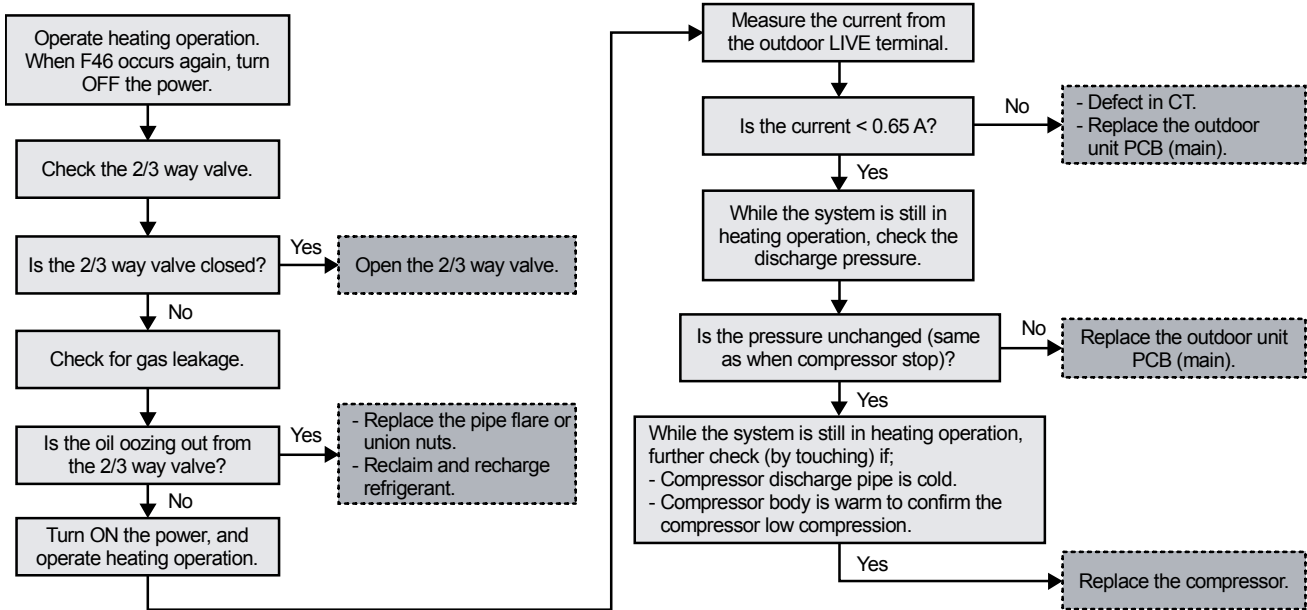 Operate heating operation.
When F46 occurs again, turn
OFF the power.
Check the 2/3 way valve.
Is the 2/3 way valve closed?
Yes
Open the 2/3 way valve.
No
Check for gas leakage.
Is the oil oozing out from
the 2/3 way valve?
Yes
- Replace the pipe flare or
union nuts.
- Reclaim and recharge
refrigerant.
No
Turn ON the power, and
operate heating operation.
Measure the current from
the outdoor LIVE terminal.
Is the current < 0.65 A?
No
- Defect in CT.
- Replace the outdoor
unit PCB (main).
Yes
While the system is still in
heating operation, check the
discharge pressure.
Is the pressure unchanged (same
as when compressor stop)?
No
Replace the outdoor unit
PCB (main).
Yes
While the system is still in heating operation,
further check (by touching) if;
- Compressor discharge pipe is cold.
- Compressor body is warm to confirm the
compressor low compression.
Yes
Replace the compressor.